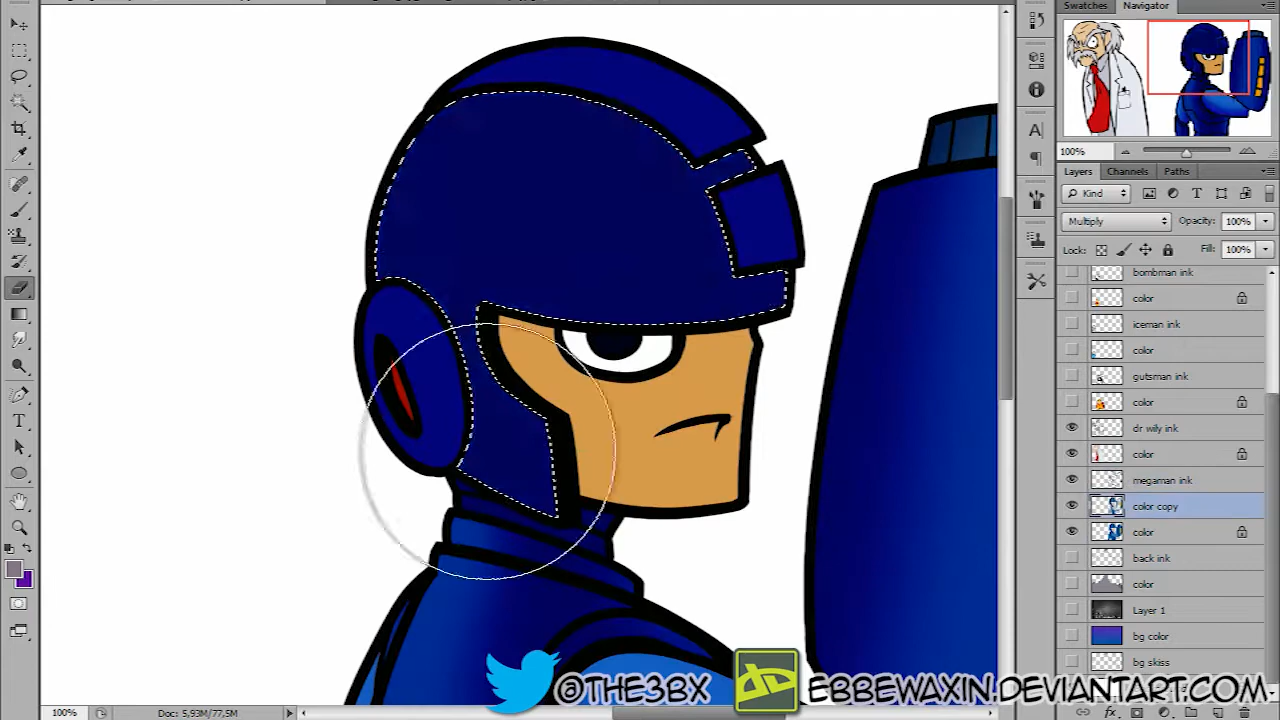 Swatches Navigator
100%
Layers Channels Paths
Kind
Multiply Opacity: 100%
Lock: Fill: 100%
bombman ink
color
iceman ink
color
gutsman ink
color
dr wily ink
color
megaman ink
color copy
color
back ink
color
Layer 1
bg color
bg skiss
@THE3BX EBBEWAXIN.DEVIANTART.COM
100% Doc: 5,93M/77,5M